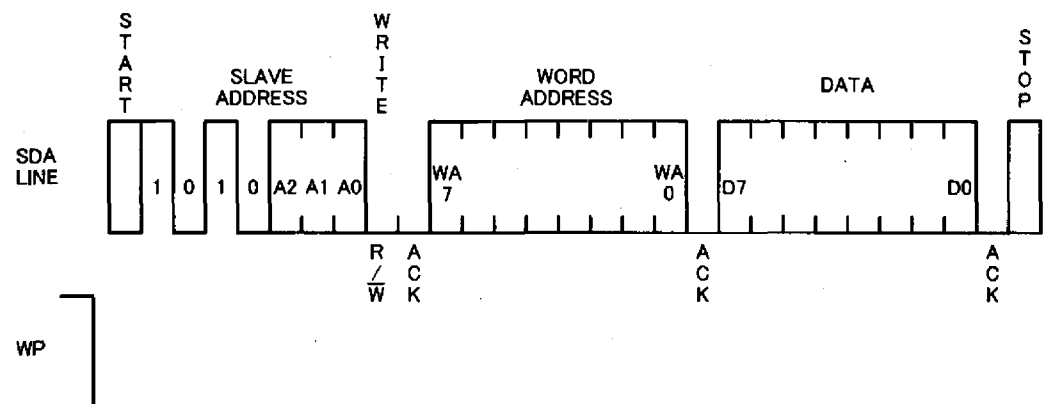 START
WRITE
STOP
SLAVE
ADDRESS
WORD
ADDRESS
DATA
SDA
LINE
1 0 1 0 A2 A1 A0
WA
7
WA
0
D7
D0
R/W
ACK
ACK
ACK
WP